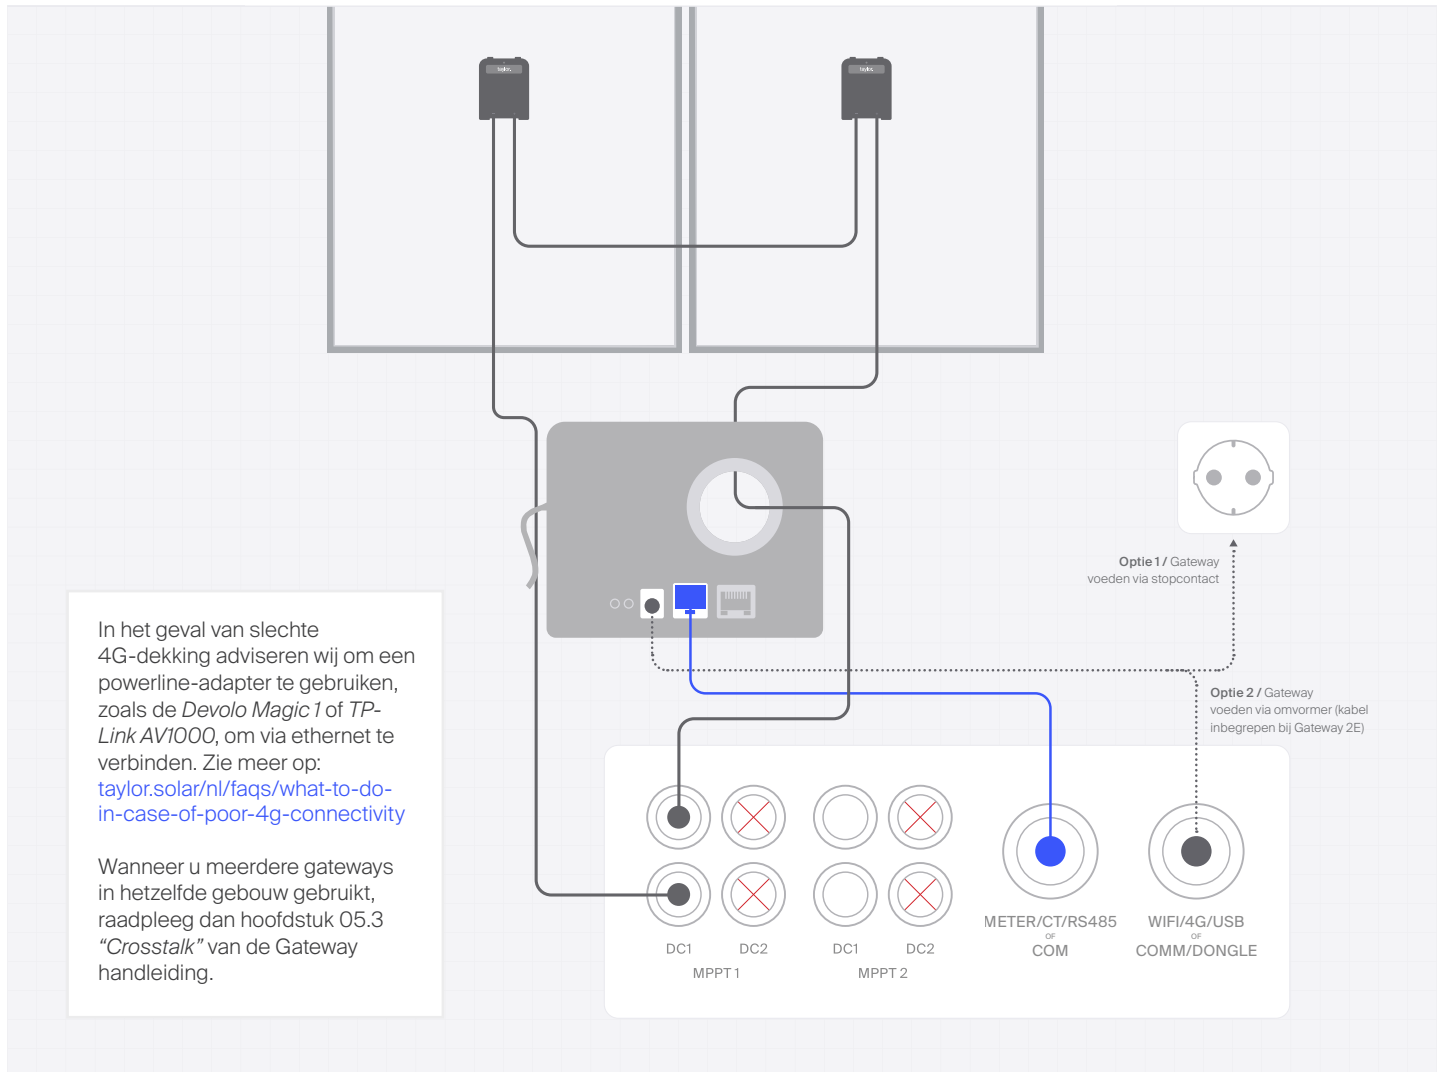 taylor.
taylor.
Optie 1 / Gateway
voeden via stopcontact
In het geval van slechte
4G-dekking adviseren wij om een
powerline-adapter te gebruiken,
zoals de Devolo Magic 1 of TP-
Link AV1000, om via ethernet te
verbinden. Zie meer op:
taylor.solar/nl/faqs/what-to-do-
in-case-of-poor-4g-connectivity
Wanneer u meerdere gateways
in hetzelfde gebouw gebruikt,
raadpleeg dan hoofdstuk 05.3
“Crosstalk” van de Gateway
handleiding.
Optie 2 / Gateway
voeden via omvormer (kabel
inbegrepen bij Gateway 2E)
DC1 DC2 DC1 DC2
MPPT 1 MPPT 2
METER/CT/RS485
OF
COM
WIFI/4G/USB
OF
COMM/DONGLE